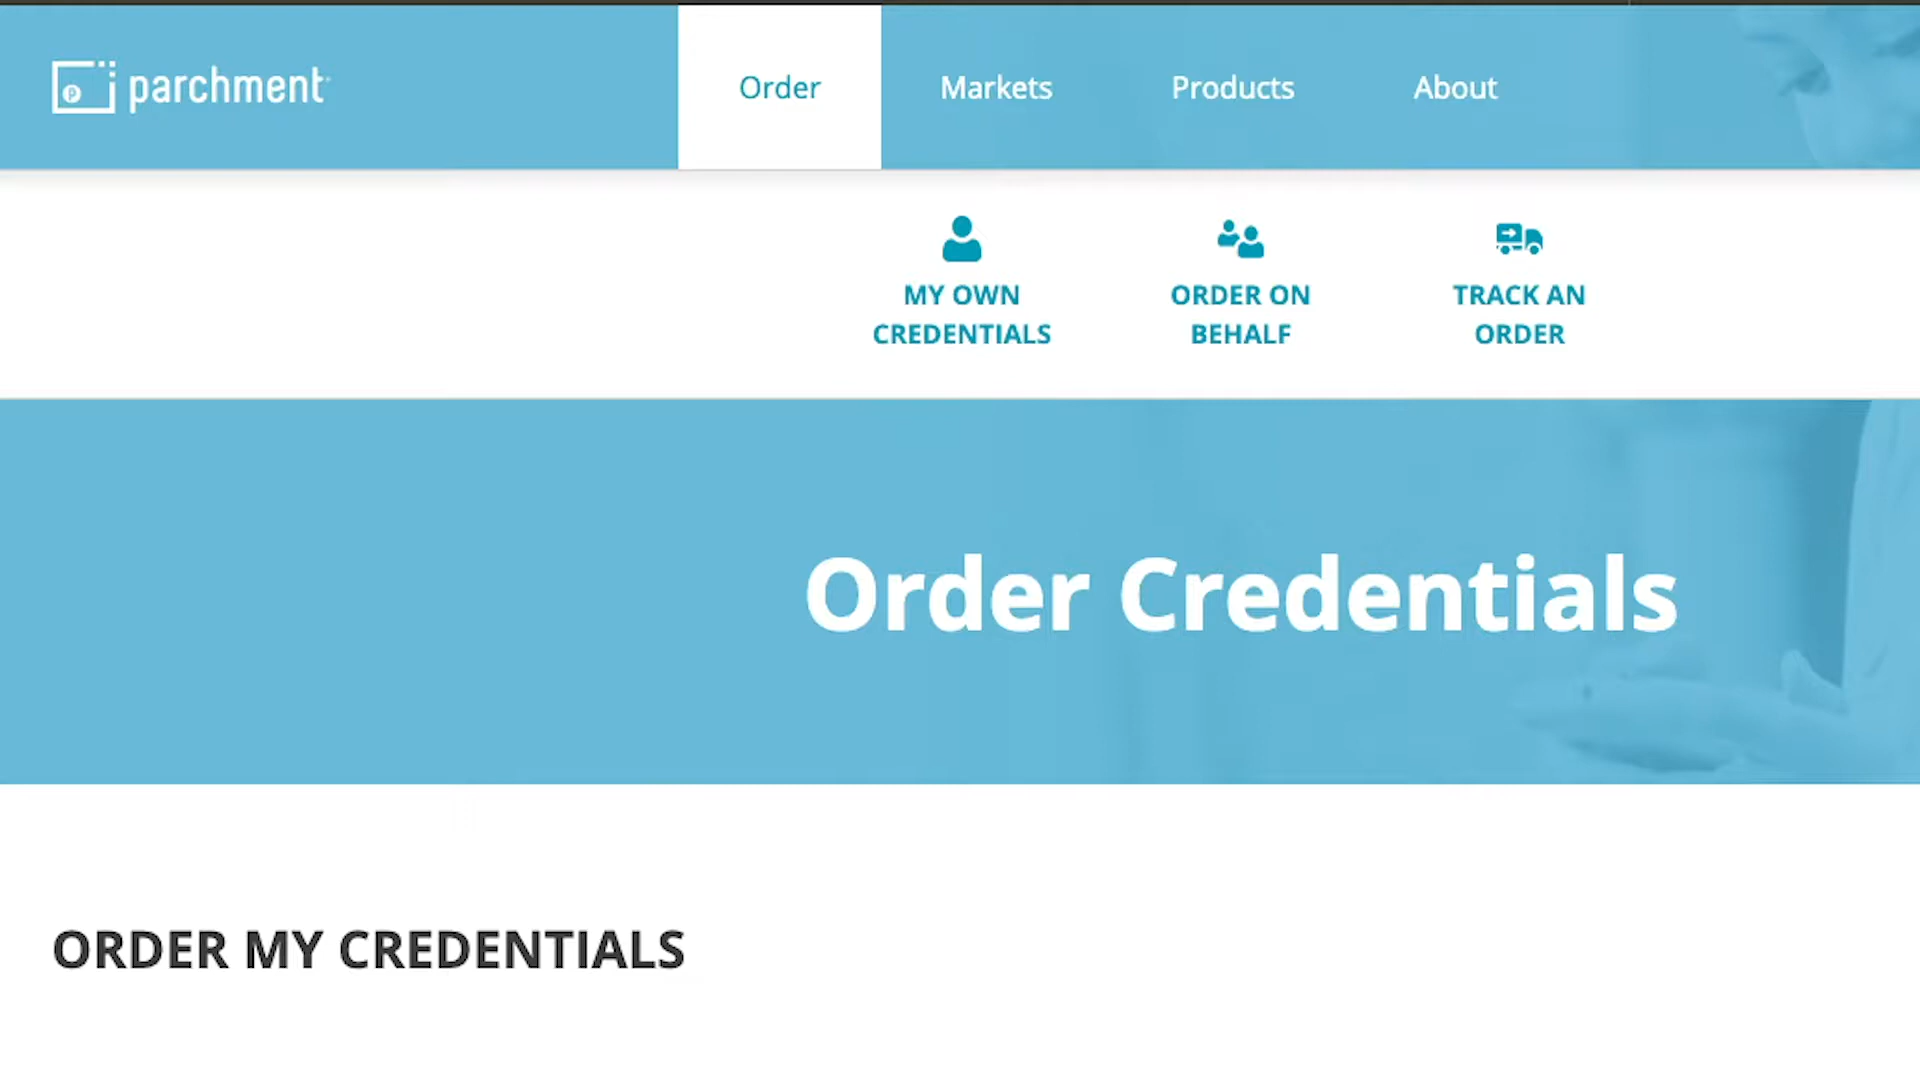 parchment
Order
Markets
Products
About
MY OWN
CREDENTIALS
ORDER ON
BEHALF
TRACK AN
ORDER
Order Credentials
ORDER MY CREDENTIALS